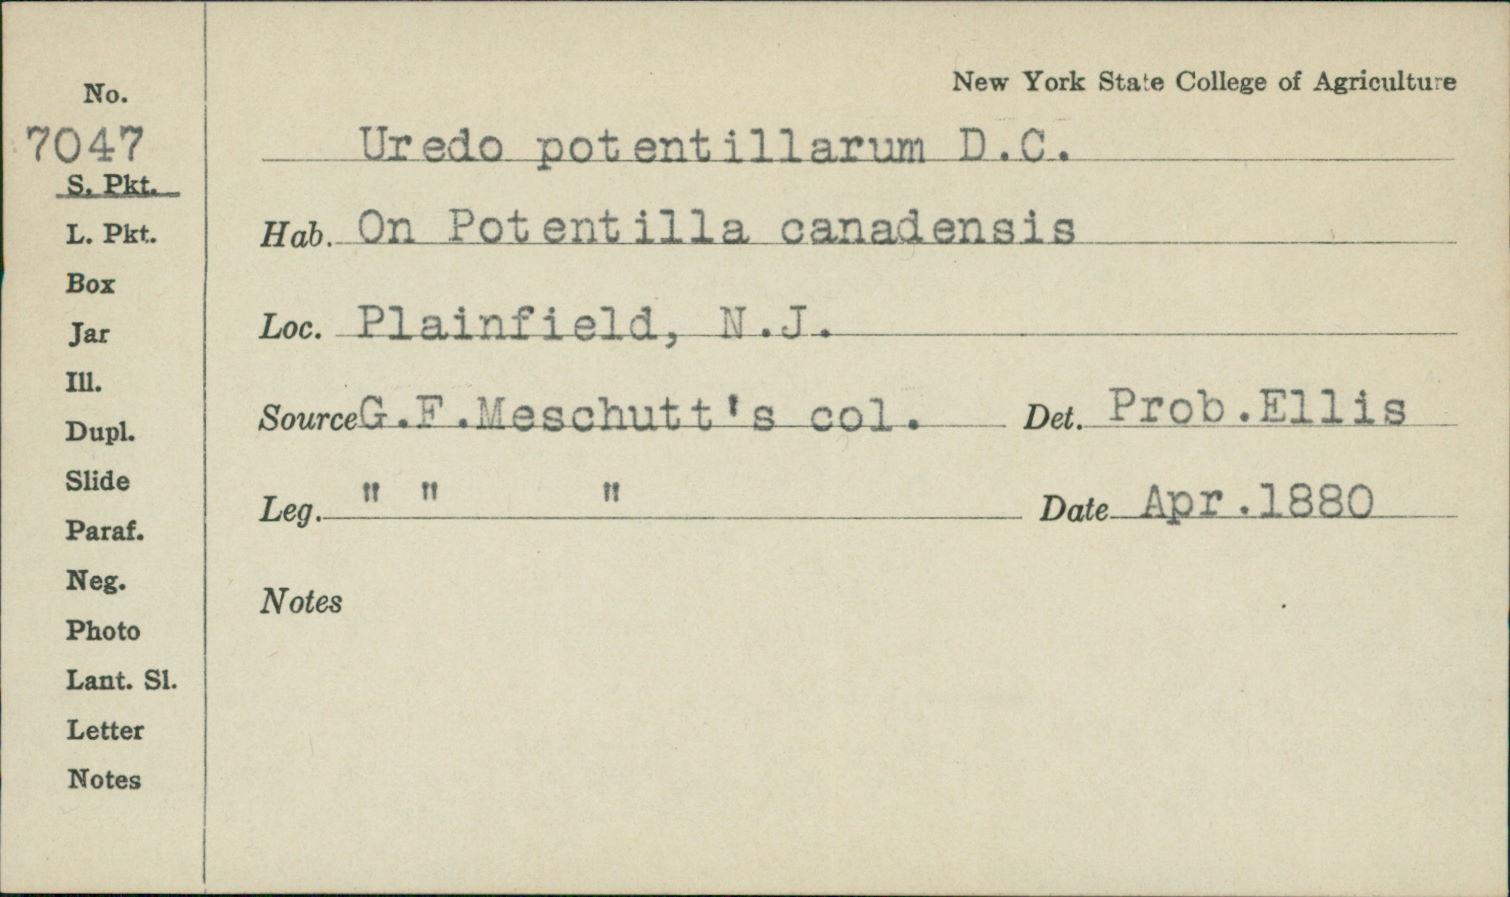 New York State College of Agriculture
No.
7047
S. Pkt.
L. Pkt.
Box
Jar
Ill.
Dupl.
Slide
Paraf.
Neg.
Photo
Lant. Sl.
Letter
Notes
Uredo potentillarum D.C.
Hab. On Potentilla canadensis
Loc. Plainfield, N.J.
Source G.F.Meschutt's col. Det. Prob.Ellis
Leg. " " " Date Apr.1880
Notes